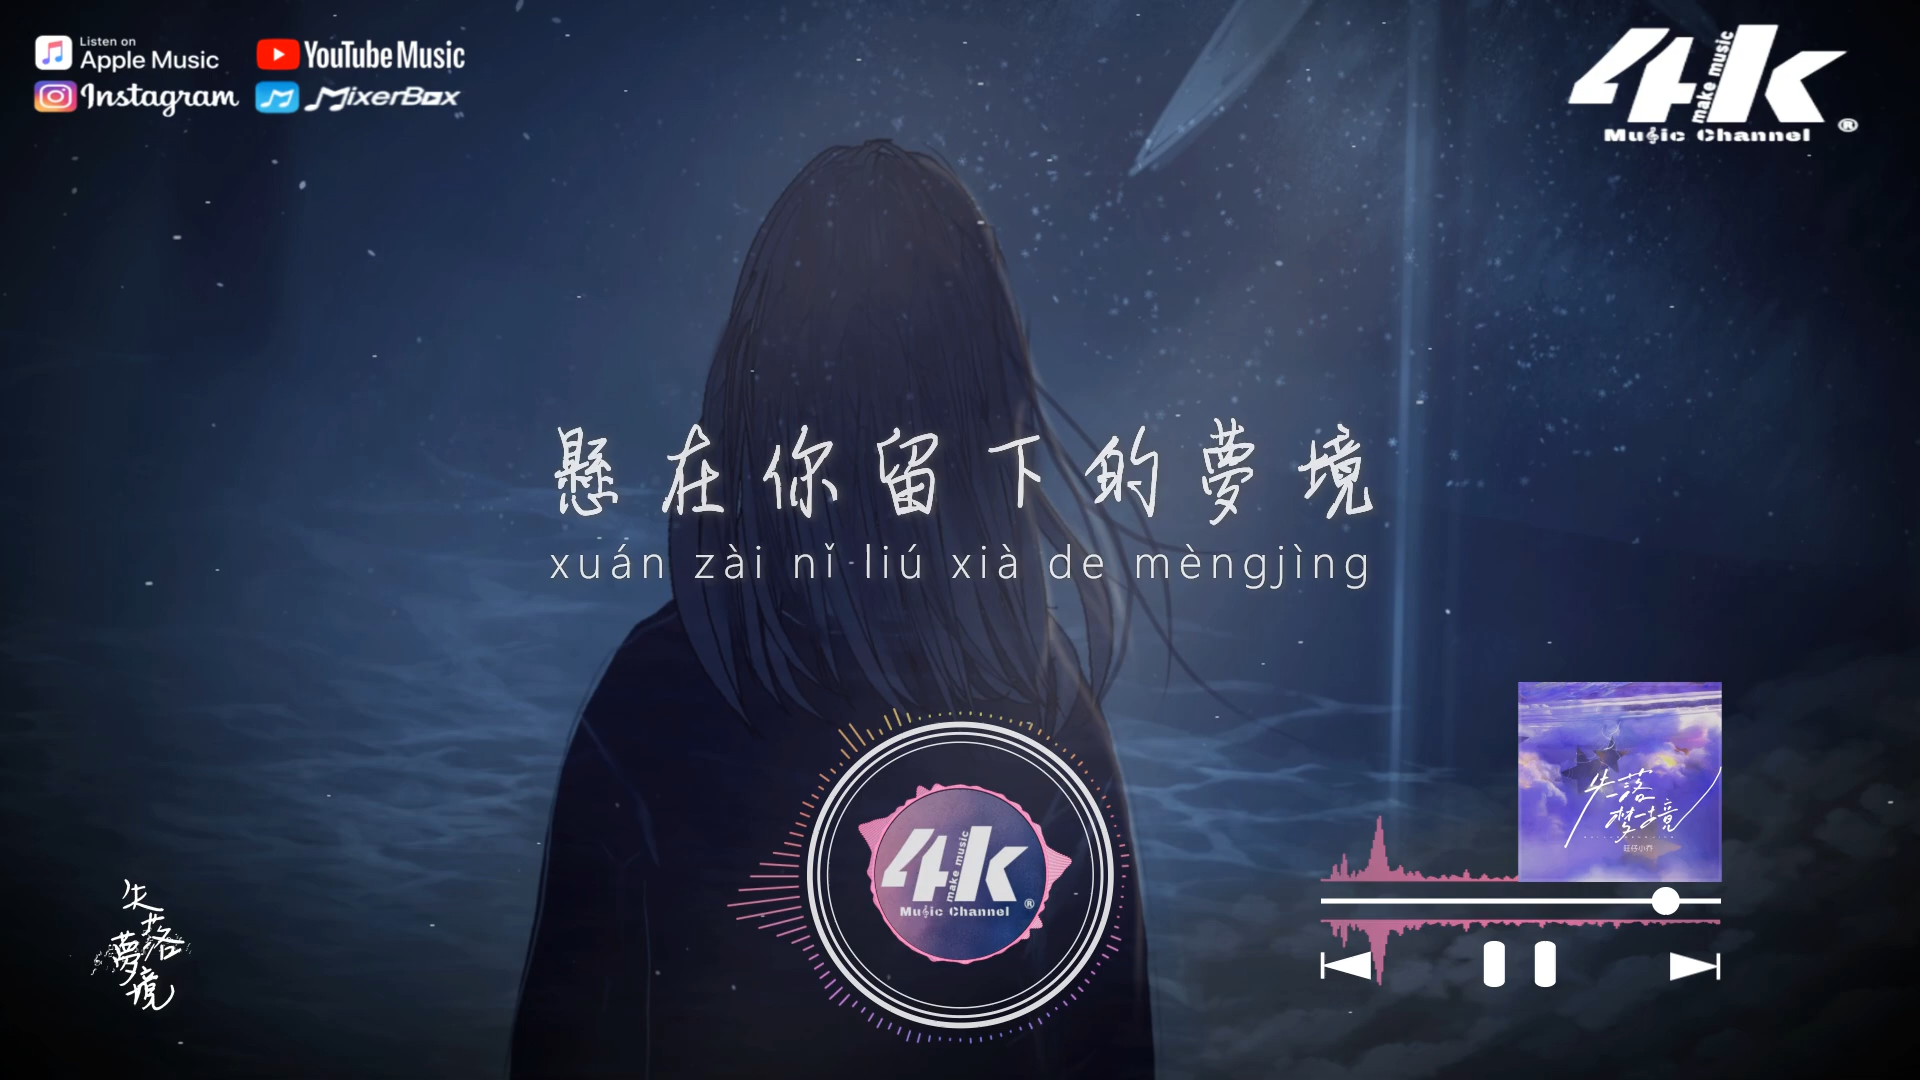 Listen on
Apple Music
YouTube Music
Instagram
MixerBox
4k
make music
Music Channel ®
懸在你留下的夢境
xuán zài nǐ liú xià de mèngjìng
失落
梦境
4k
make music
Music Channel ®
失落
夢境